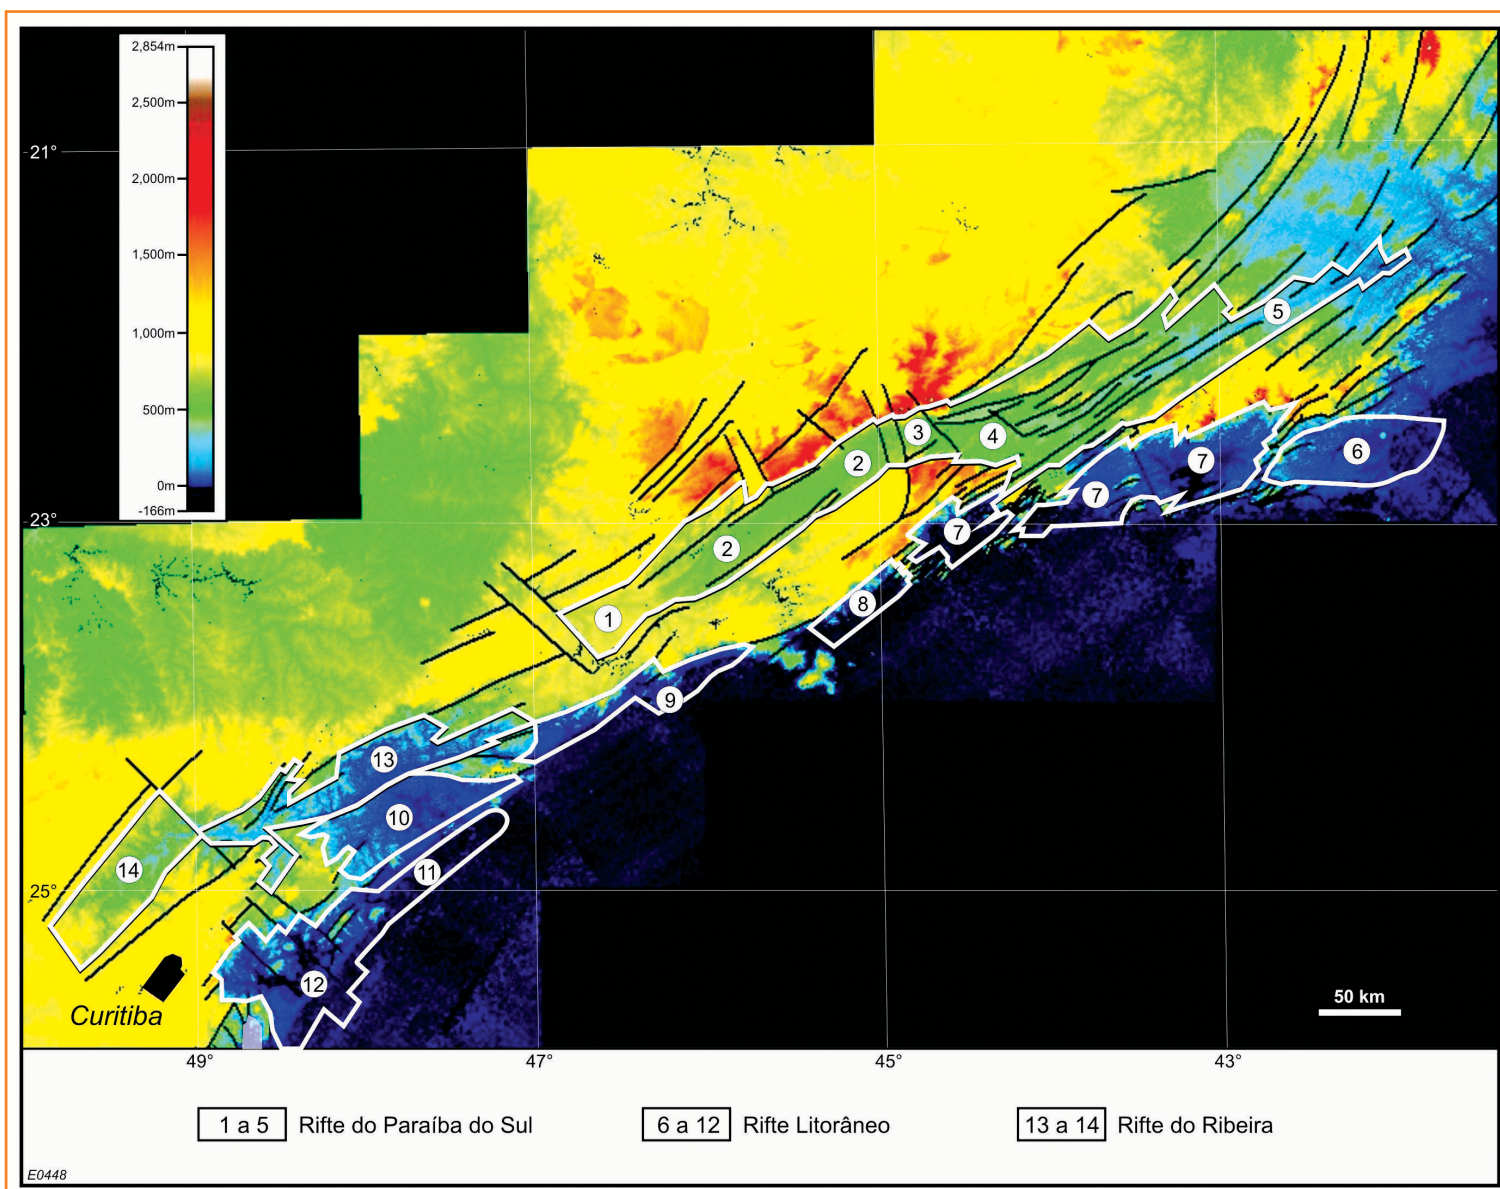 2,854m
2,500m
2,000m
1,500m
1,000m
500m
0m
-166m
21°
23°
25°
5
3
4
2
6
7
7
2
7
8
1
9
13
10
14
11
12
Curitiba
50 km
49°
47°
45°
43°
1 a 5 Rifte do Paraíba do Sul
6 a 12 Rifte Litorâneo
13 a 14 Rifte do Ribeira
E0448